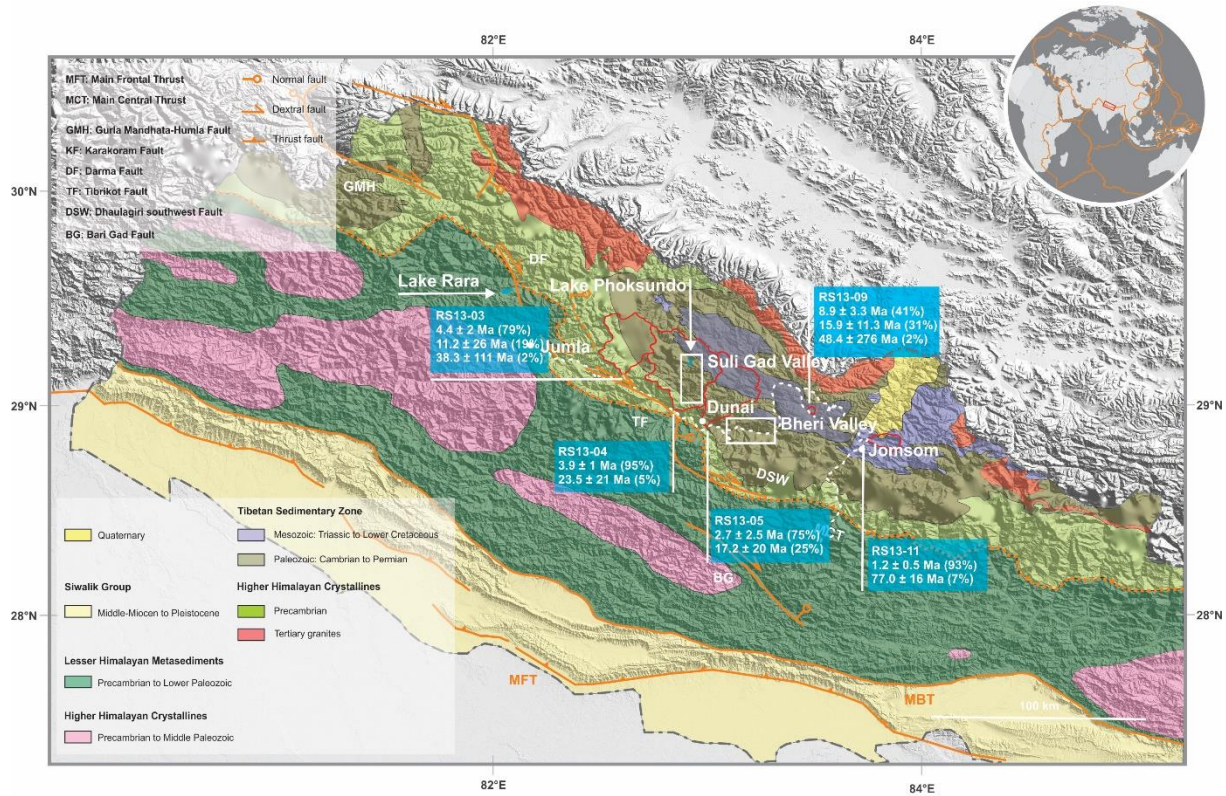 82°E
84°E
MFT: Main Frontal Thrust
MCT: Main Central Thrust
GMH: Gurla Mandhata-Humla Fault
KF: Karakoram Fault
DF: Darma Fault
TF: Tibrikot Fault
DSW: Dhaulagiri southwest Fault
BG: Bari Gad Fault
Normal fault
Dextral fault
Thrust fault
30°N
30°N
GMH
DF
Lake Rara
Lake Phoksundo
RS13-03
4.4 ± 2 Ma (79%)
11.2 ± 26 Ma (19%
38.3 ± 111 Ma (2%)
Jumla
RS13-09
8.9 ± 3.3 Ma (41%)
15.9 ± 11.3 Ma (31%)
48.4 ± 276 Ma (2%)
Suli Gad Valley
29°N
29°N
Dunai
TF
Bheri Valley
Jomsom
RS13-04
3.9 ± 1 Ma (95%)
23.5 ± 21 Ma (5%)
DSW
RS13-05
2.7 ± 2.5 Ma (75%)
17.2 ± 20 Ma (25%)
MCT
RS13-11
1.2 ± 0.5 Ma (93%)
77.0 ± 16 Ma (7%)
BG
Quaternary
Siwalik Group
Middle-Miocen to Pleistocene
Lesser Himalayan Metasediments
Precambrian to Lower Paleozoic
Higher Himalayan Crystallines
Precambrian to Middle Paleozoic
Tibetan Sedimentary Zone
Mesozoic: Triassic to Lower Cretaceous
Paleozoic: Cambrian to Permian
Higher Himalayan Crystallines
Precambrian
Tertiary granites
28°N
28°N
MFT
MBT
100 km
82°E
84°E